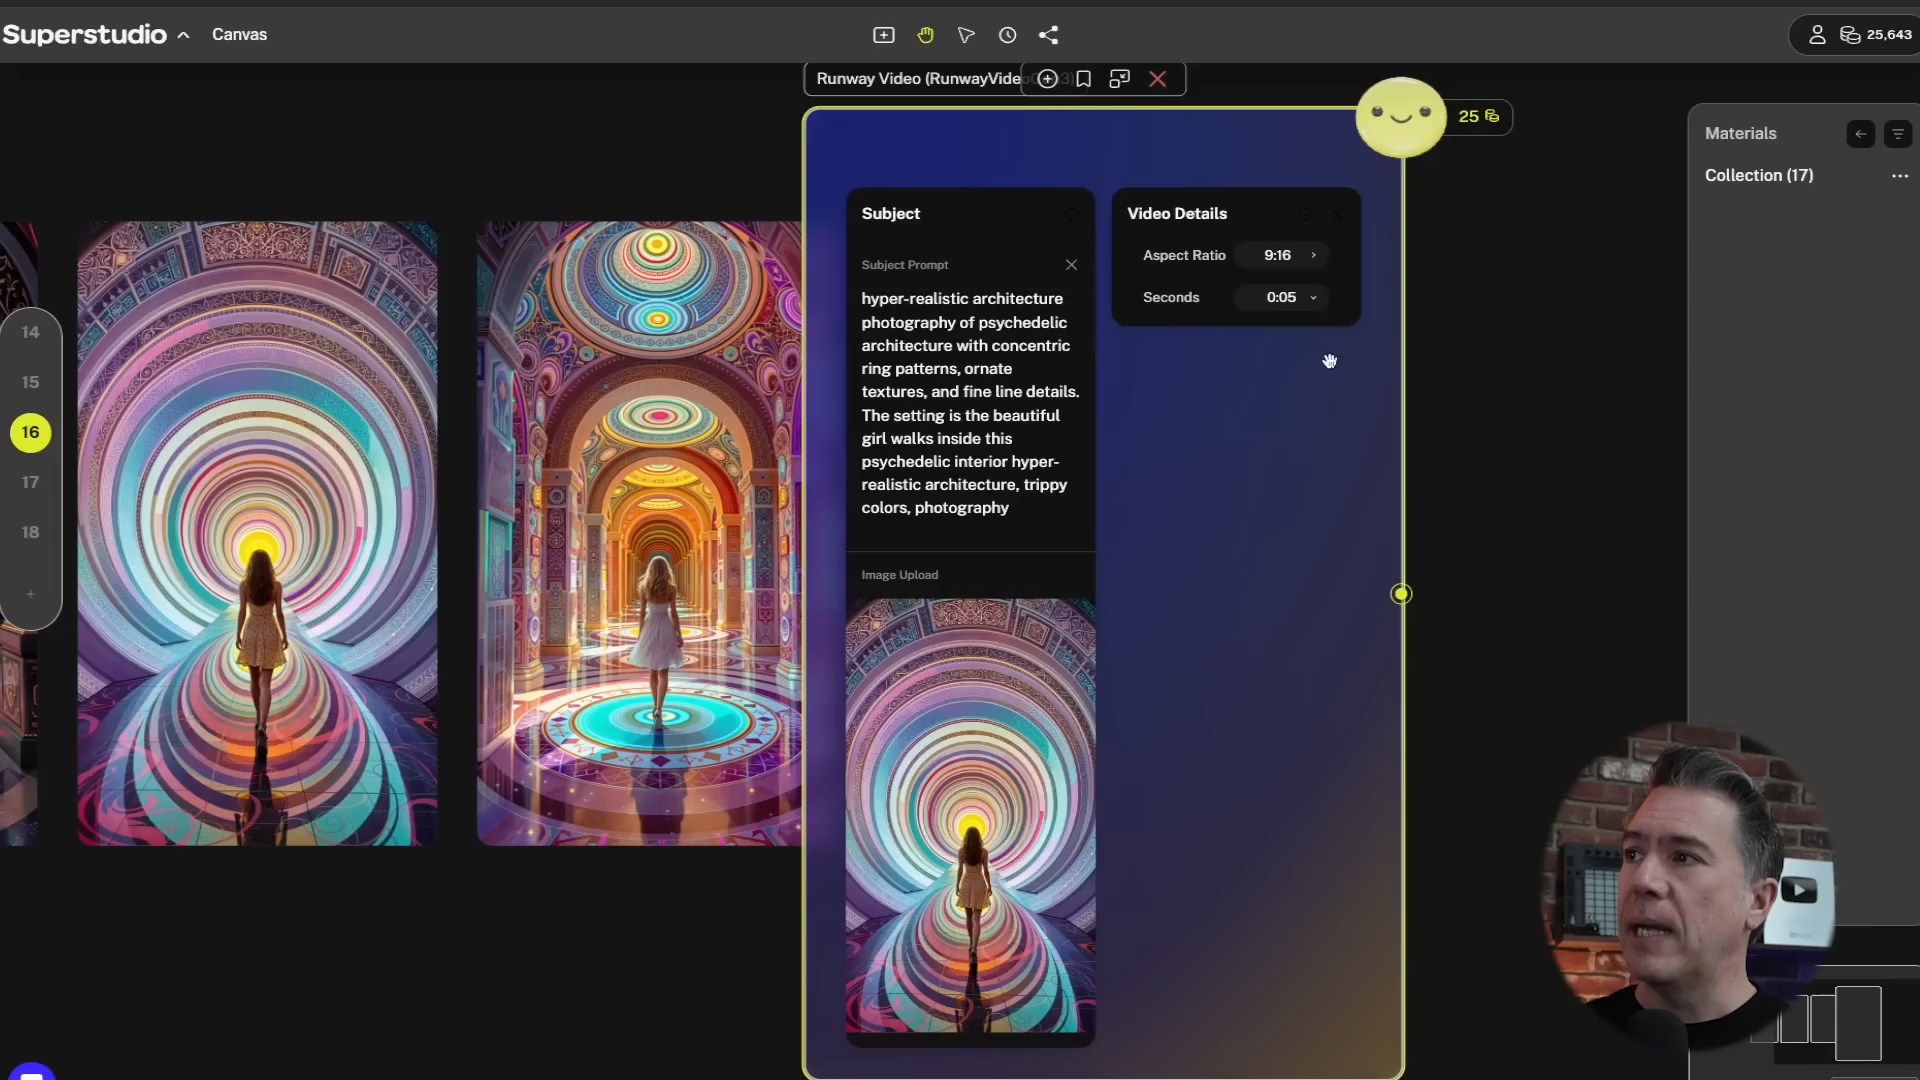 Superstudio
Canvas
25,643
Runway Video (RunwayVideo
25
Materials
Collection (17)
Subject
Video Details
Aspect Ratio
9:16
Subject Prompt
Seconds
0:05
hyper-realistic architecture
photography of psychedelic
architecture with concentric
ring patterns, ornate
textures, and fine line details.
The setting is the beautiful
girl walks inside this
psychedelic interior hyper-
realistic architecture, trippy
colors, photography
Image Upload
14
15
16
17
18